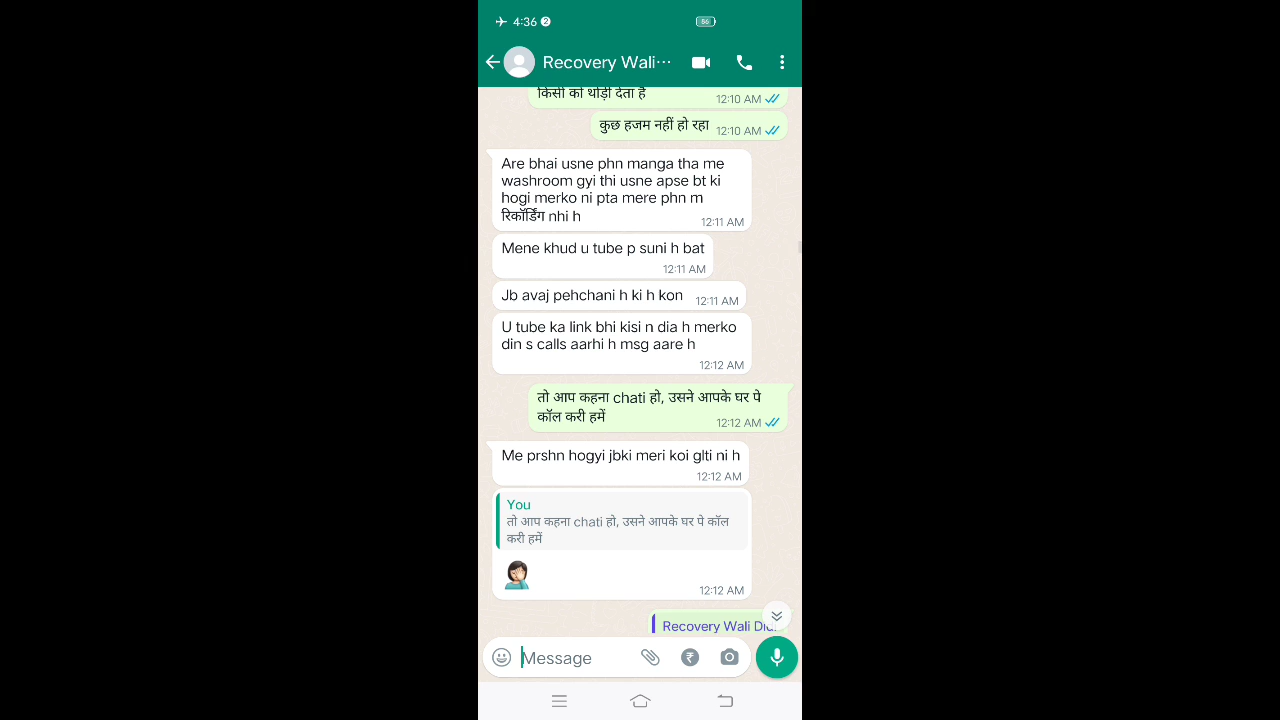 4:36 2
56
Recovery Wali...
किसी को थोड़ी देता है
12:10 AM
कुछ हजम नहीं हो रहा
12:10 AM
Are bhai usne phn manga tha me
washroom gyi thi usne apse bt ki
hogi merko ni pta mere phn m
रिकॉर्डिंग nhi h
12:11 AM
Mene khud u tube p suni h bat
12:11 AM
Jb avaj pehchani h ki h kon
12:11 AM
U tube ka link bhi kisi n dia h merko
din s calls aarhi h msg aare h
12:12 AM
तो आप कहना chati हो, उसने आपके घर पे
कॉल करी हमें
12:12 AM
Me prshn hogyi jbki meri koi glti ni h
12:12 AM
You
तो आप कहना chati हो, उसने आपके घर पे कॉल
करी हमें
12:12 AM
Recovery Wali
Message